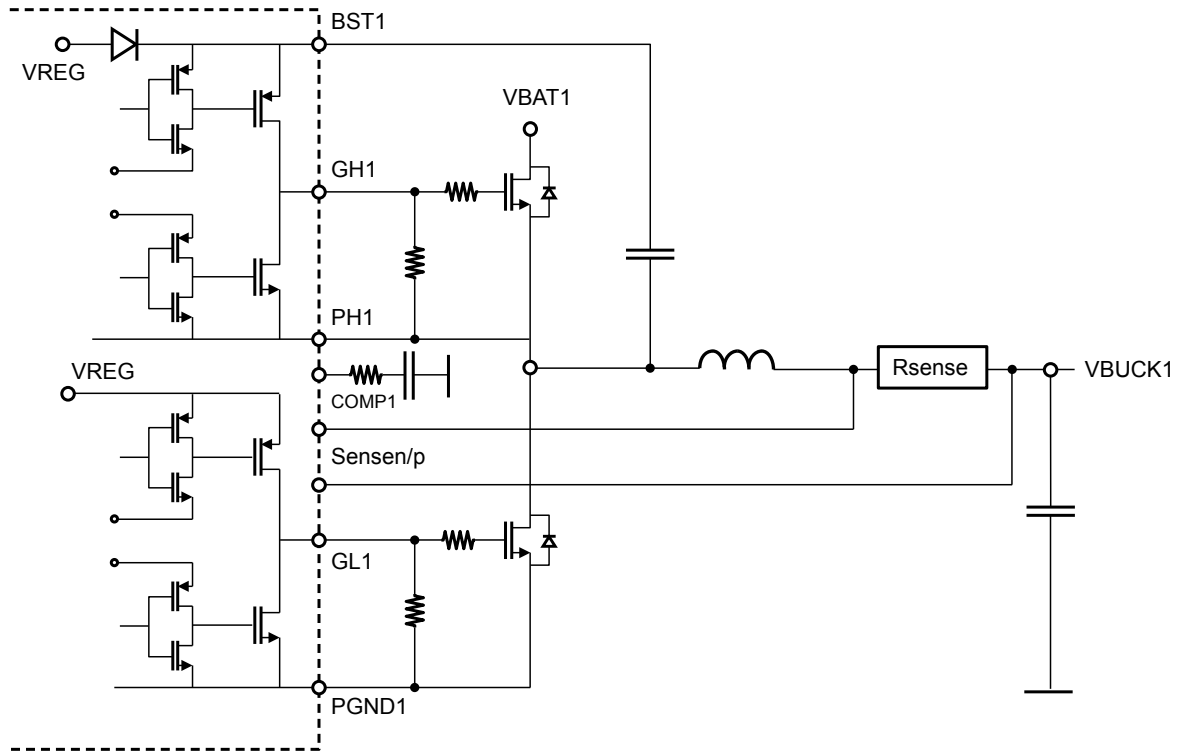 BST1
VREG
VBAT1
GH1
PH1
VREG
COMP1
Rsense
VBUCK1
Sensen/p
GL1
PGND1